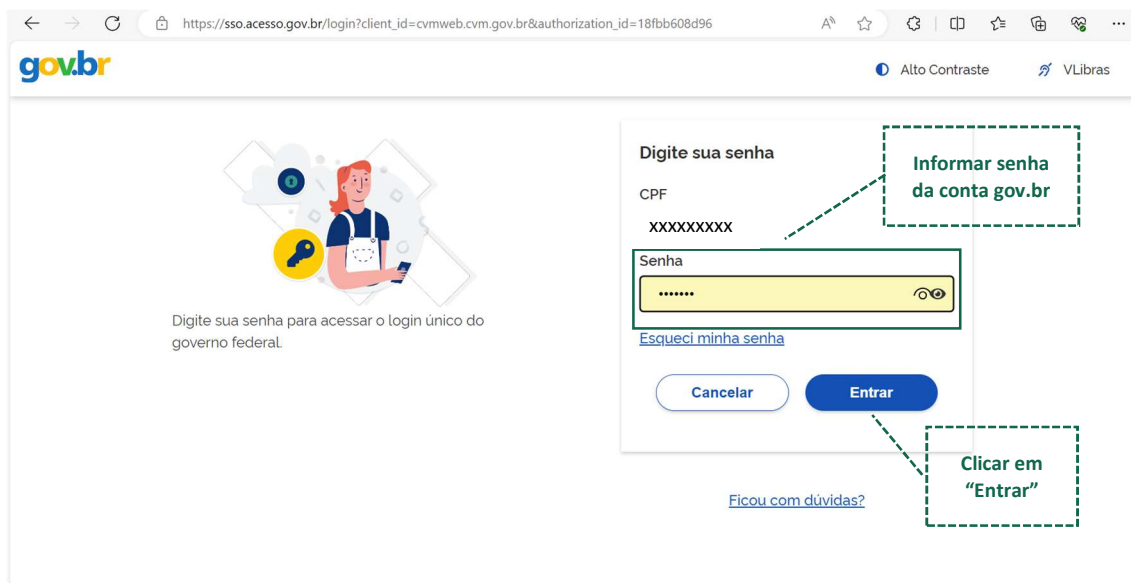 https://sso.acesso.gov.br/login?client_id=cvmweb.cvm.gov.br&authorization_id=18fbb608d96
gov.br
Alto Contraste
VLibras
Digite sua senha
Informar senha
da conta gov.br
CPF
XXXXXXXXX
Senha
•••••••
Digite sua senha para acessar o login único do
governo federal.
Esqueci minha senha
Cancelar
Entrar
Clicar em
“Entrar”
Ficou com dúvidas?